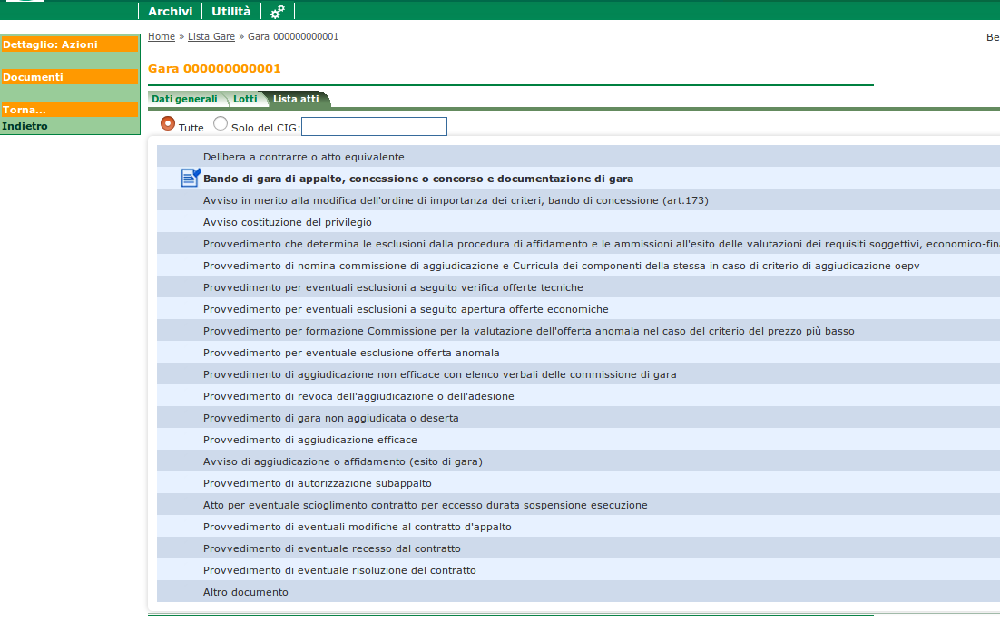 Archivi Utilità
Home » Lista Gare » Gara 000000000001
Be
Dettaglio: Azioni
Documenti
Torna...
Indietro
Gara 000000000001
Dati generali Lotti Lista atti
Tutte Solo del CIG:
Delibera a contrarre o atto equivalente
Bando di gara di appalto, concessione o concorso e documentazione di gara
Avviso in merito alla modifica dell'ordine di importanza dei criteri, bando di concessione (art.173)
Avviso costituzione del privilegio
Provvedimento che determina le esclusioni dalla procedura di affidamento e le ammissioni all'esito delle valutazioni dei requisiti soggettivi, economico-fin
Provvedimento di nomina commissione di aggiudicazione e Curricula dei componenti della stessa in caso di criterio di aggiudicazione oepv
Provvedimento per eventuali esclusioni a seguito verifica offerte tecniche
Provvedimento per eventuali esclusioni a seguito apertura offerte economiche
Provvedimento per formazione Commissione per la valutazione dell'offerta anomala nel caso del criterio del prezzo più basso
Provvedimento per eventuale esclusione offerta anomala
Provvedimento di aggiudicazione non efficace con elenco verbali delle commissione di gara
Provvedimento di revoca dell'aggiudicazione o dell'adesione
Provvedimento di gara non aggiudicata o deserta
Provvedimento di aggiudicazione efficace
Avviso di aggiudicazione o affidamento (esito di gara)
Provvedimento di autorizzazione subappalto
Atto per eventuale scioglimento contratto per eccesso durata sospensione esecuzione
Provvedimento di eventuali modifiche al contratto d'appalto
Provvedimento di eventuale recesso dal contratto
Provvedimento di eventuale risoluzione del contratto
Altro documento